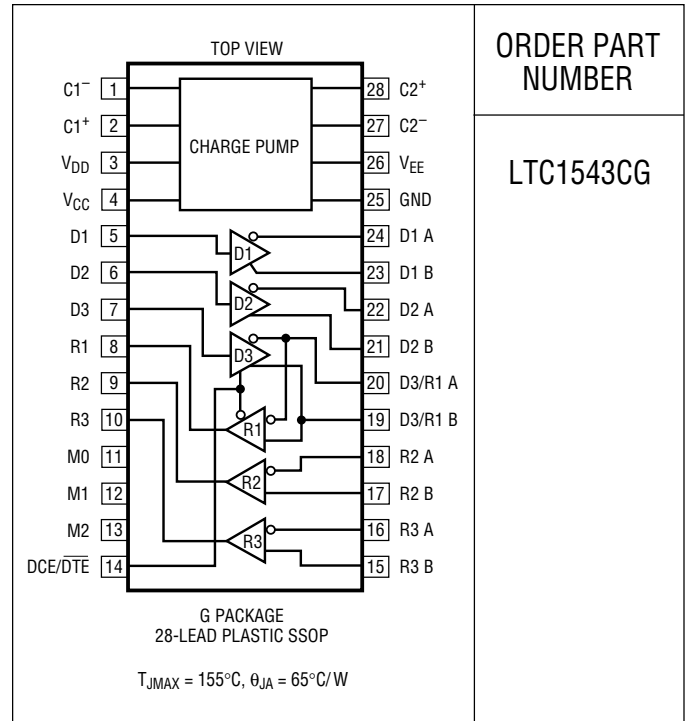 TOP VIEW
ORDER PART
NUMBER
LTC1543CG
CHARGE PUMP
C1⁻ 1
C1⁺ 2
V_DD 3
V_CC 4
D1 5
D2 6
D3 7
R1 8
R2 9
R3 10
M0 11
M1 12
M2 13
DCE/D̅T̅E̅ 14
28 C2⁺
27 C2⁻
26 V_EE
25 GND
24 D1 A
23 D1 B
22 D2 A
21 D2 B
20 D3/R1 A
19 D3/R1 B
18 R2 A
17 R2 B
16 R3 A
15 R3 B
D1
D2
D3
R1
R2
R3
G PACKAGE
28-LEAD PLASTIC SSOP
T_JMAX = 155°C, θ_JA = 65°C/W